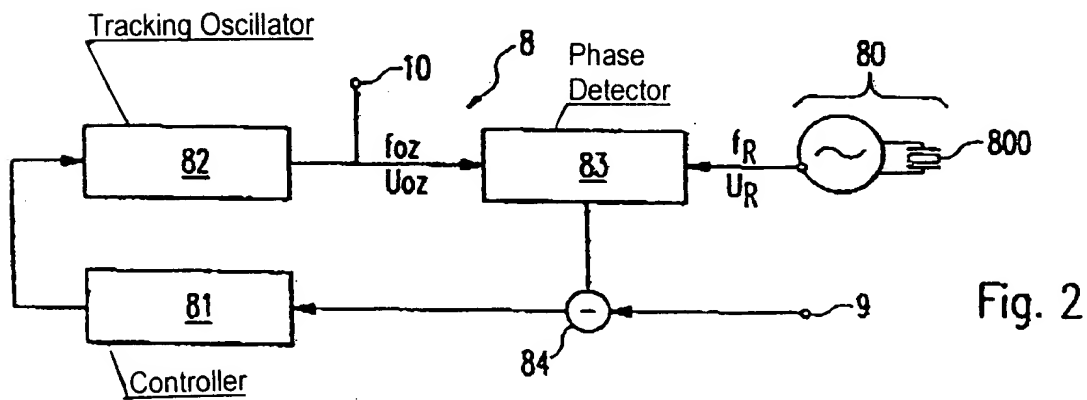 Tracking Oscillator
10
8
Phase
Detector
80
82
foz
Uoz
83
fR
UR
800
81
84
9
Fig. 2
Controller